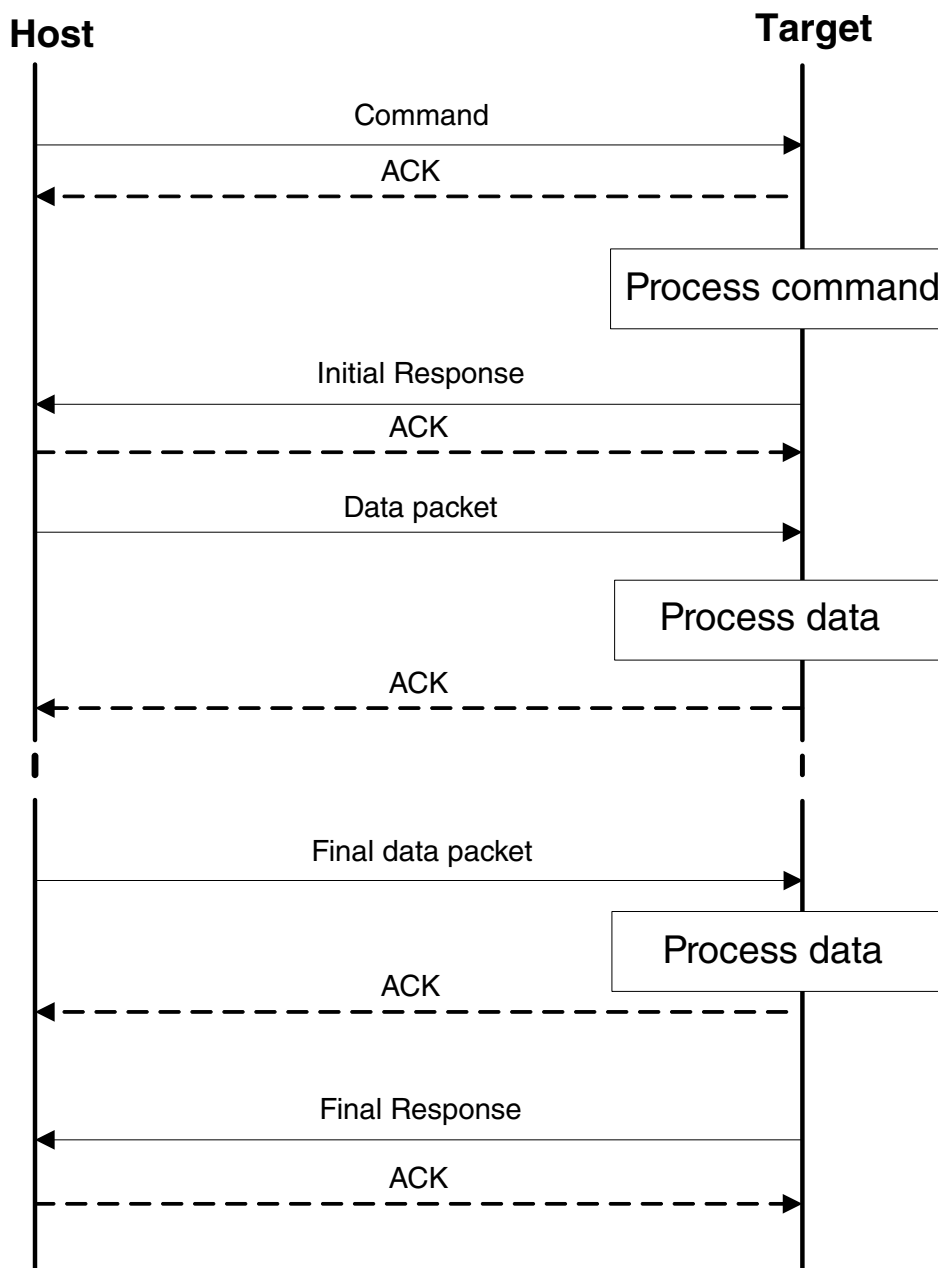 Host
Target
Command
ACK
Process command
Initial Response
ACK
Data packet
Process data
ACK
Final data packet
Process data
ACK
Final Response
ACK